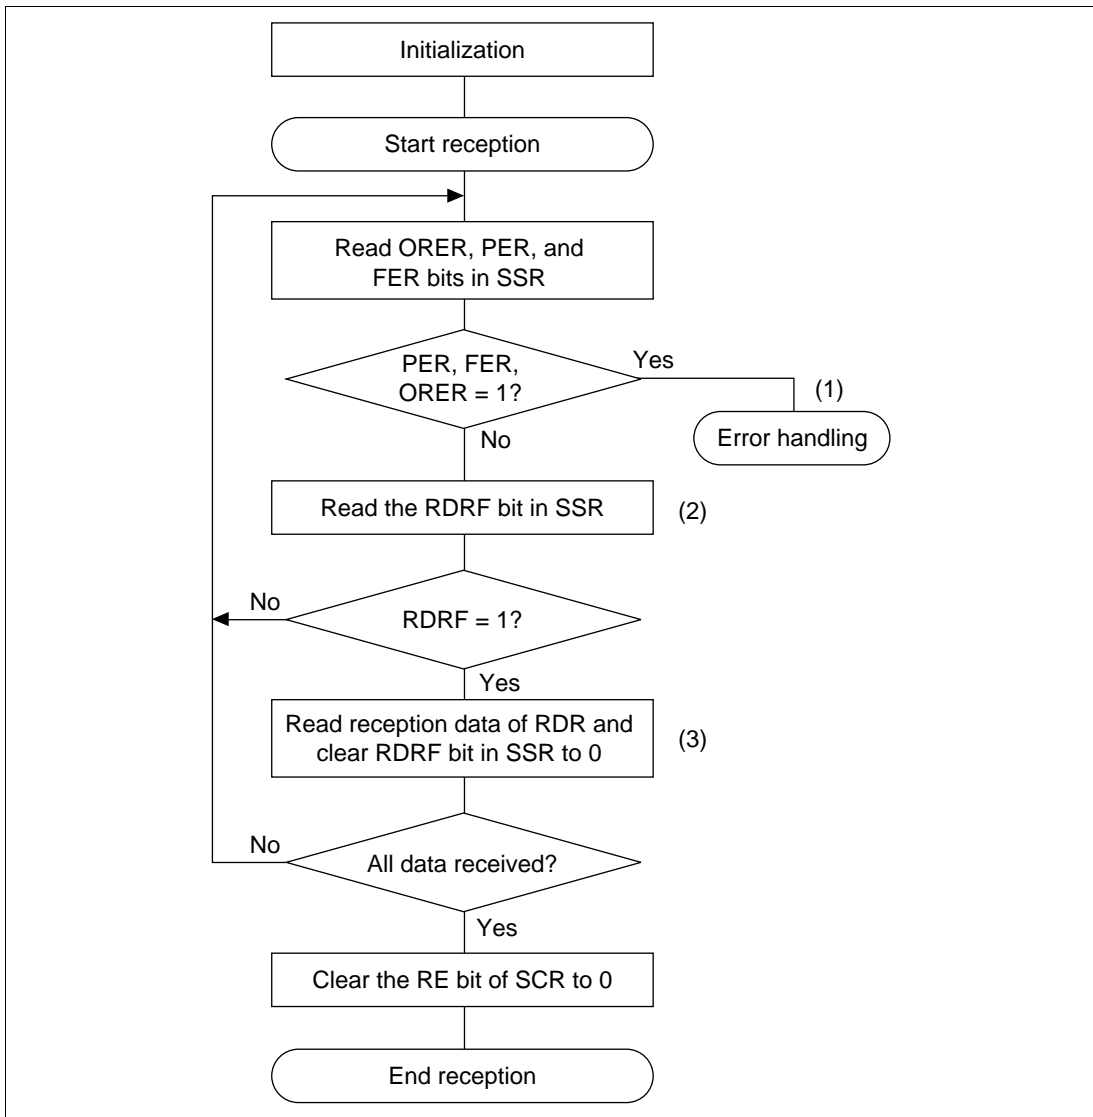 Initialization
Start reception
Read ORER, PER, and
FER bits in SSR
PER, FER,
ORER = 1?
Yes
(1)
Error handling
No
Read the RDRF bit in SSR
(2)
RDRF = 1?
No
Yes
Read reception data of RDR and
clear RDRF bit in SSR to 0
(3)
All data received?
No
Yes
Clear the RE bit of SCR to 0
End reception